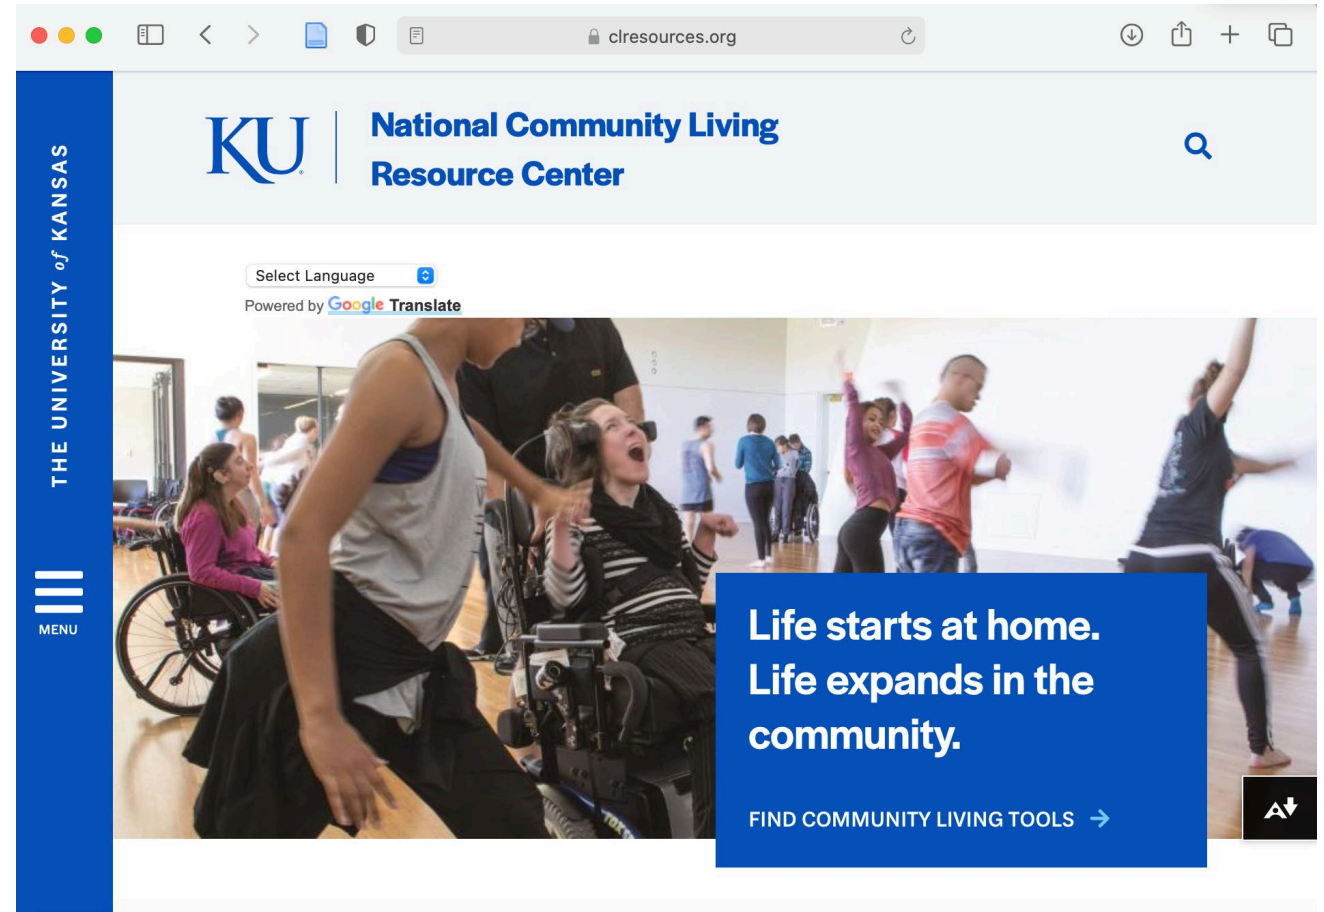 clresources.org
THE UNIVERSITY of KANSAS
KU
National Community Living
Resource Center
Select Language
Powered by Google Translate
MENU
Life starts at home.
Life expands in the
community.
FIND COMMUNITY LIVING TOOLS